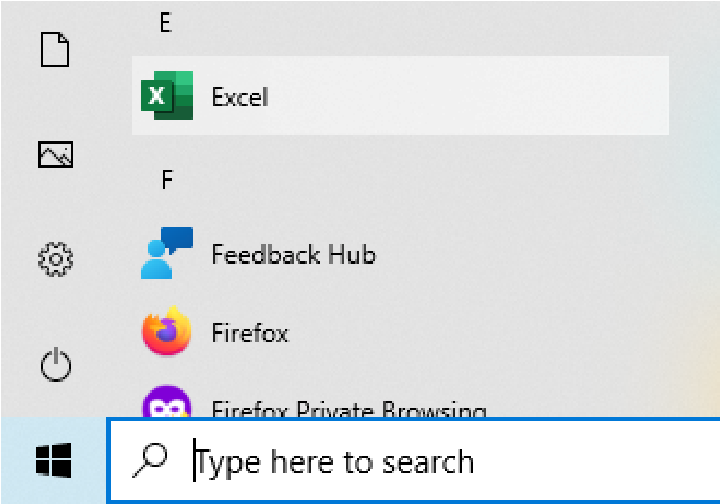 E
Excel
F
Feedback Hub
Firefox
Firefox Private Browsing
Type here to search